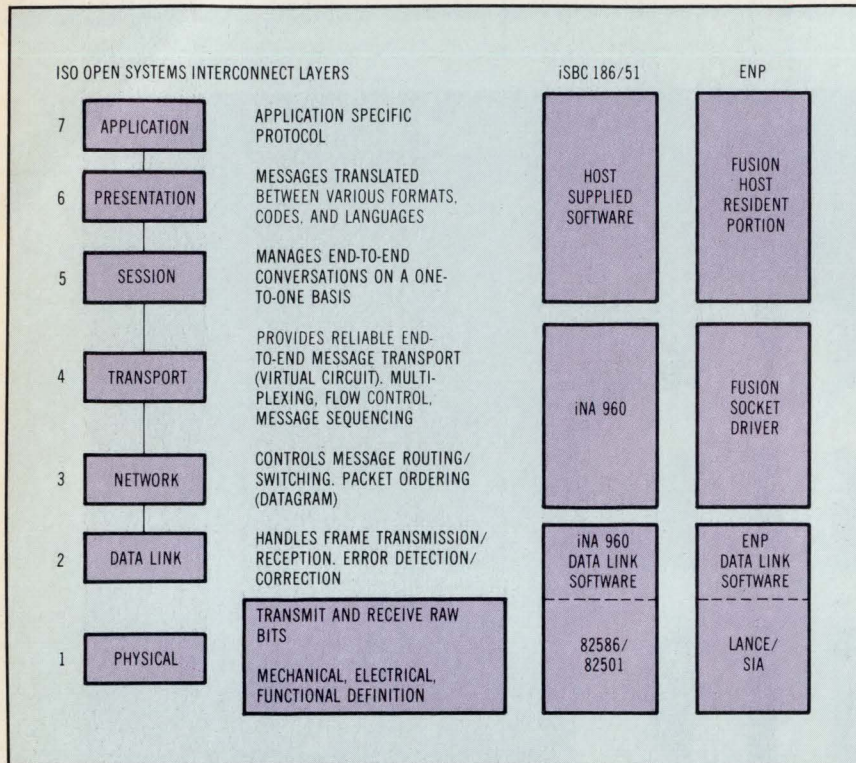 ISO OPEN SYSTEMS INTERCONNECT LAYERS
iSBC 186/51
ENP
7
APPLICATION
APPLICATION SPECIFIC
PROTOCOL
6
PRESENTATION
MESSAGES TRANSLATED
BETWEEN VARIOUS FORMATS,
CODES, AND LANGUAGES
5
SESSION
MANAGES END-TO-END
CONVERSATIONS ON A ONE-
TO-ONE BASIS
HOST
SUPPLIED
SOFTWARE
FUSION
HOST
RESIDENT
PORTION
4
TRANSPORT
PROVIDES RELIABLE END-
TO-END MESSAGE TRANSPORT
(VIRTUAL CIRCUIT). MULTI-
PLEXING, FLOW CONTROL,
MESSAGE SEQUENCING
3
NETWORK
CONTROLS MESSAGE ROUTING/
SWITCHING. PACKET ORDERING
(DATAGRAM)
iNA 960
FUSION
SOCKET
DRIVER
2
DATA LINK
HANDLES FRAME TRANSMISSION/
RECEPTION. ERROR DETECTION/
CORRECTION
iNA 960
DATA LINK
SOFTWARE
ENP
DATA LINK
SOFTWARE
1
PHYSICAL
TRANSMIT AND RECEIVE RAW
BITS
MECHANICAL, ELECTRICAL,
FUNCTIONAL DEFINITION
82586/
82501
LANCE/
SIA